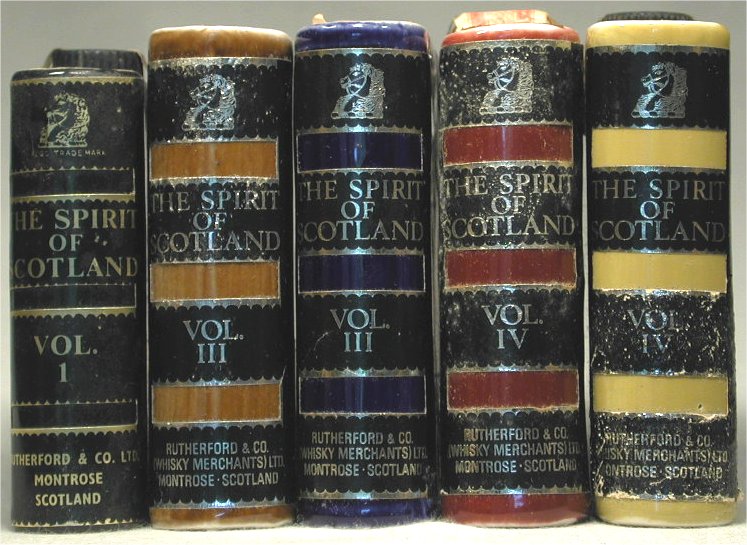 TRADE MARK
THE SPIRIT
OF
SCOTLAND
VOL.
1
RUTHERFORD & CO. LTD.
MONTROSE
SCOTLAND
THE SPIRIT
OF
SCOTLAND
VOL.
III
RUTHERFORD & CO.
(WHISKY MERCHANTS) LTD.
MONTROSE · SCOTLAND
THE SPIRIT
OF
SCOTLAND
VOL.
III
RUTHERFORD & CO.
(WHISKY MERCHANTS) LTD.
MONTROSE · SCOTLAND
THE SPIRIT
OF
SCOTLAND
VOL.
IV
RUTHERFORD & CO.
(WHISKY MERCHANTS) LTD.
MONTROSE · SCOTLAND
THE SPIRIT
OF
SCOTLAND
VOL.
IV
RUTHERFORD & CO.
(WHISKY MERCHANTS) LTD.
MONTROSE · SCOTLAND